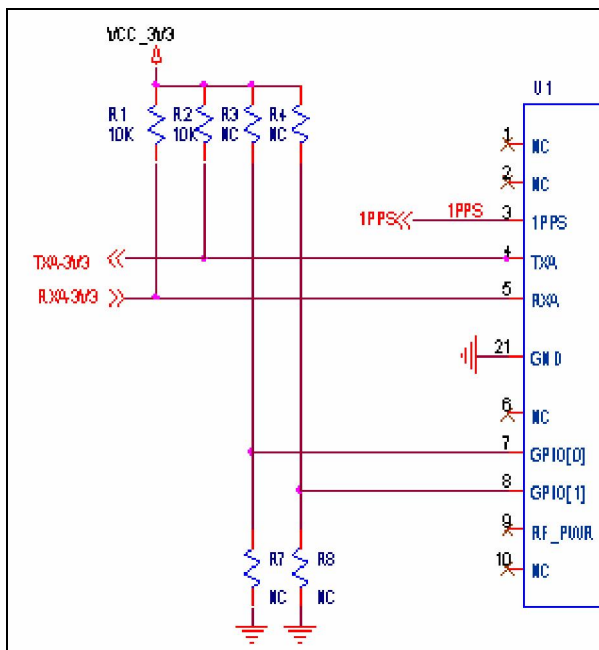 VCC_3V3
U1
R1 R2 R3 R4
10K 10K NC NC
1 NC
2 NC
1PPS 1PPS 3 1PPS
TXA-3V3 4 TXA
RXA-3V3 5 RXA
21 GND
6 NC
7 GPIO[0]
8 GPIO[1]
9 RF_PWR
R7 R8
10 NC
NC NC